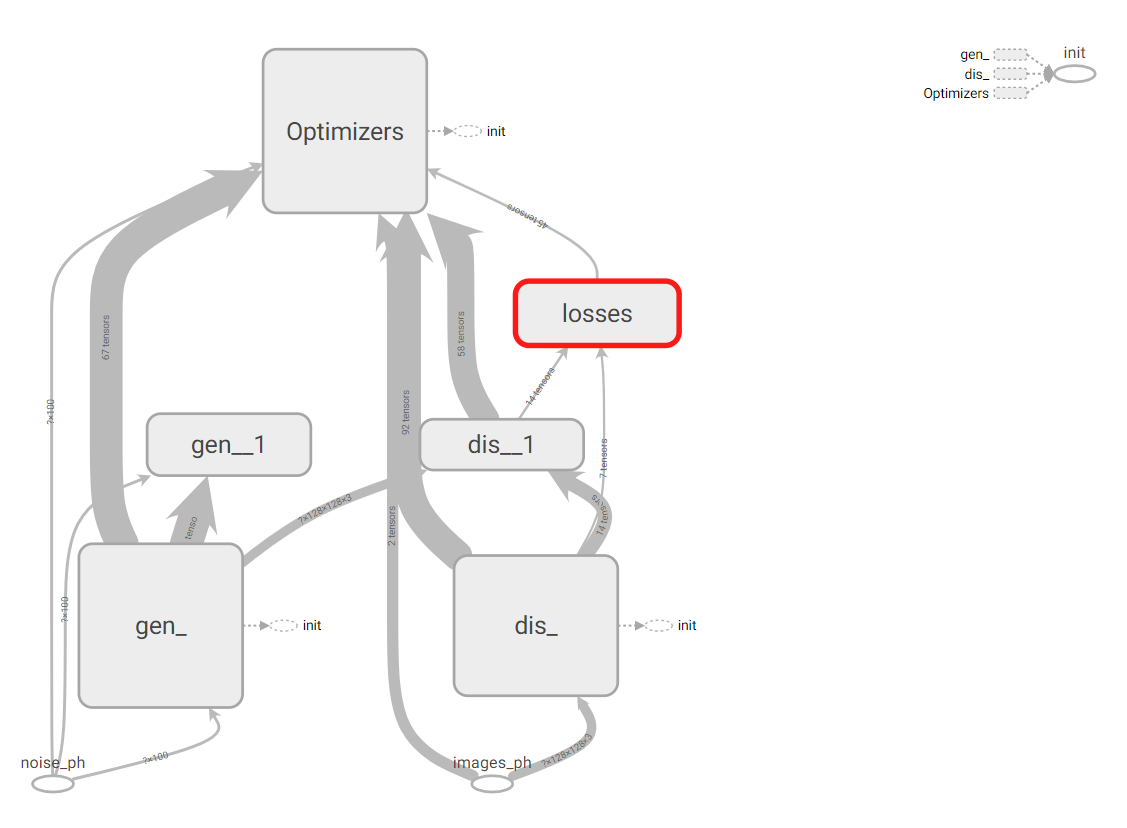 gen_
init
dis_
Optimizers
Optimizers
init
45 tensors
losses
67 tensors
58 tensors
92 tensors
14 tensors
?×100
gen__1
dis__1
7 tensors
?×128×128×3
2 tensors
tenso
14 tensors
?×100
gen_
init
dis_
init
noise_ph
?×100
images_ph
?×128×128×3